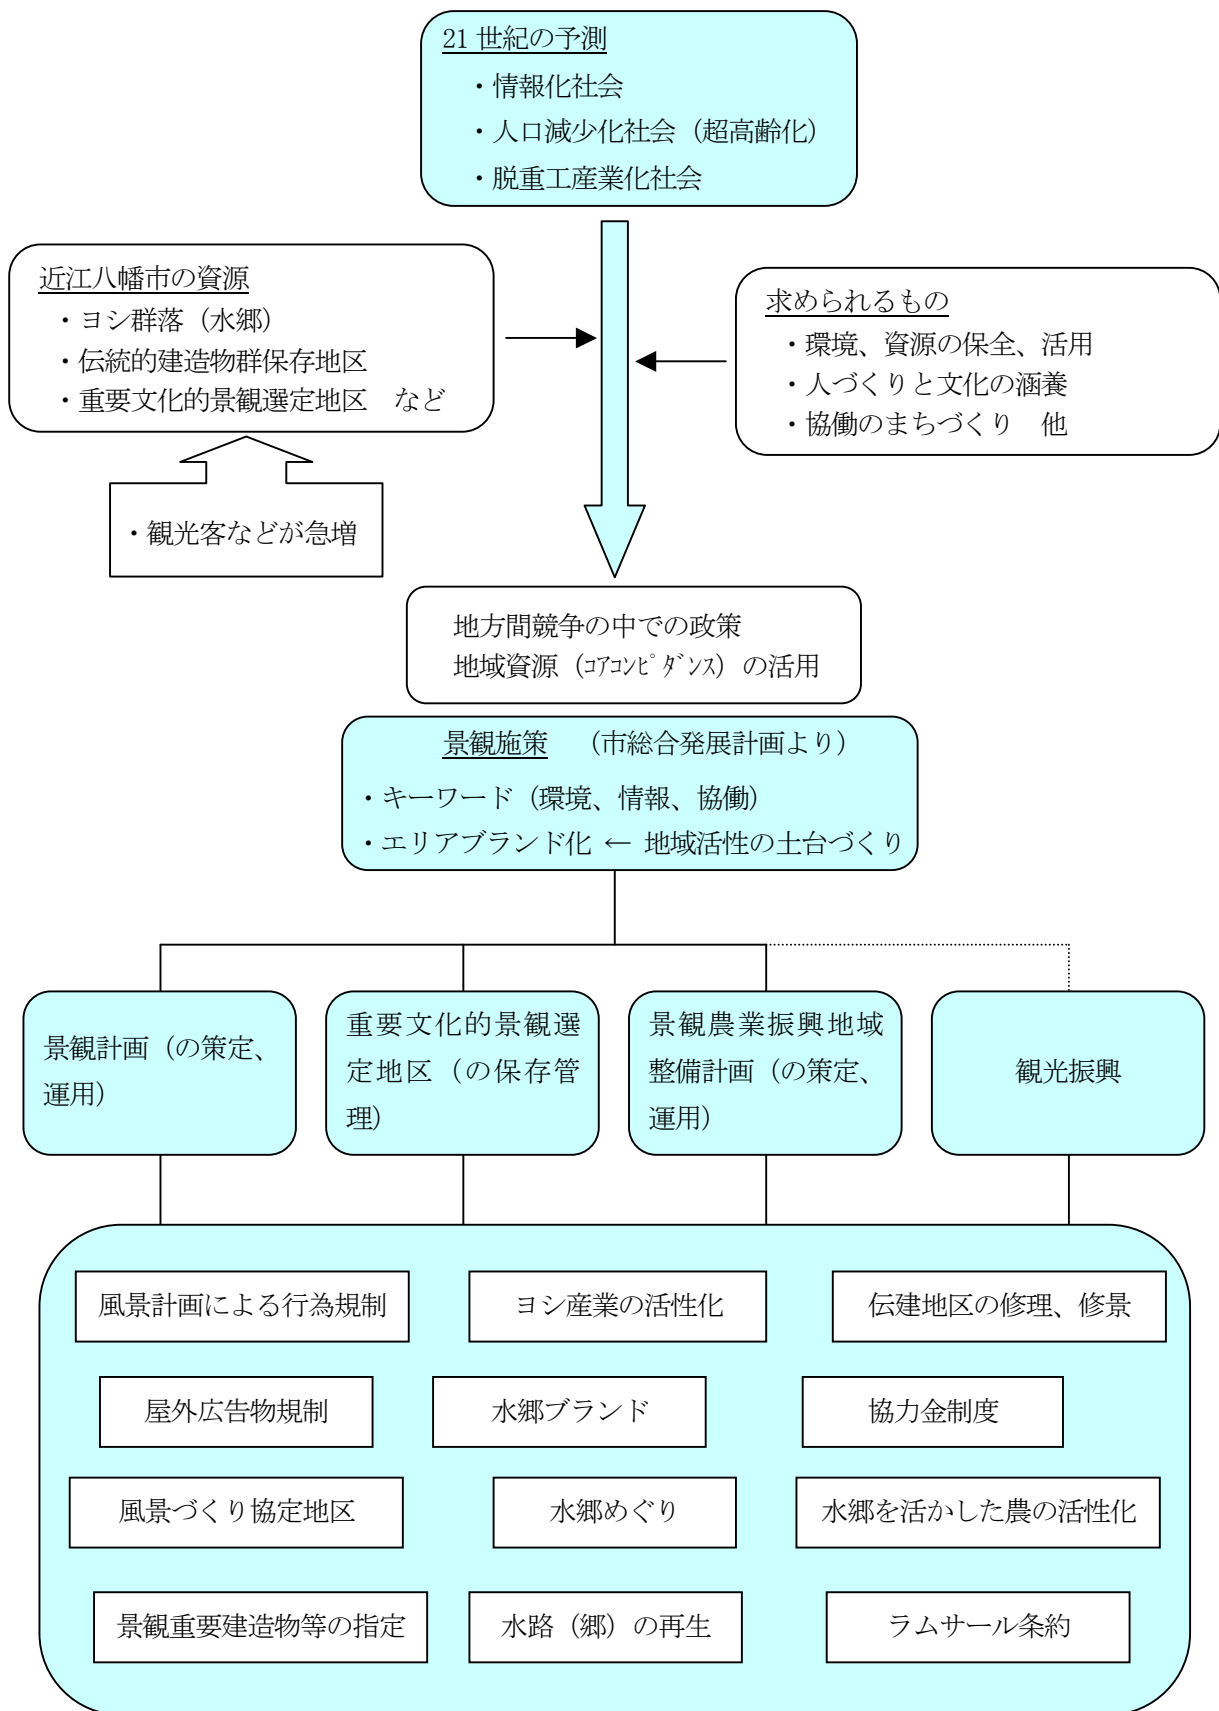 21 世紀の予測
・情報化社会
・人口減少化社会（超高齢化）
・脱重工産業化社会
近江八幡市の資源
・ヨシ群落（水郷）
・伝統的建造物群保存地区
・重要文化的景観選定地区　など
求められるもの
・環境、資源の保全、活用
・人づくりと文化の涵養
・協働のまちづくり　他
・観光客などが急増
地方間競争の中での政策
地域資源（ｺｱｺﾝﾋﾟﾀﾞﾝｽ）の活用
景観施策　（市総合発展計画より）
・キーワード（環境、情報、協働）
・エリアブランド化 ← 地域活性の土台づくり
景観計画（の策定、
運用）
重要文化的景観選
定地区（の保存管
理）
景観農業振興地域
整備計画（の策定、
運用）
観光振興
風景計画による行為規制
ヨシ産業の活性化
伝建地区の修理、修景
屋外広告物規制
水郷ブランド
協力金制度
風景づくり協定地区
水郷めぐり
水郷を活かした農の活性化
景観重要建造物等の指定
水路（郷）の再生
ラムサール条約